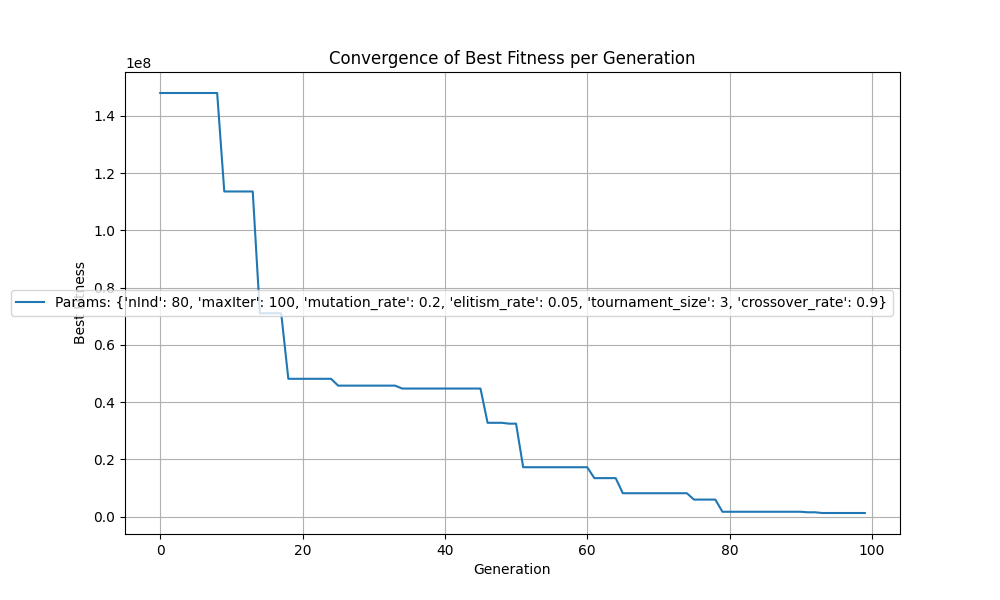 Convergence of Best Fitness per Generation
1e8
1.4
1.2
1.0
0.8
Params: {'nInd': 80, 'maxIter': 100, 'mutation_rate': 0.2, 'elitism_rate': 0.05, 'tournament_size': 3, 'crossover_rate': 0.9}
Best Fitness
0.6
0.4
0.2
0.0
0 20 40 60 80 100
Generation